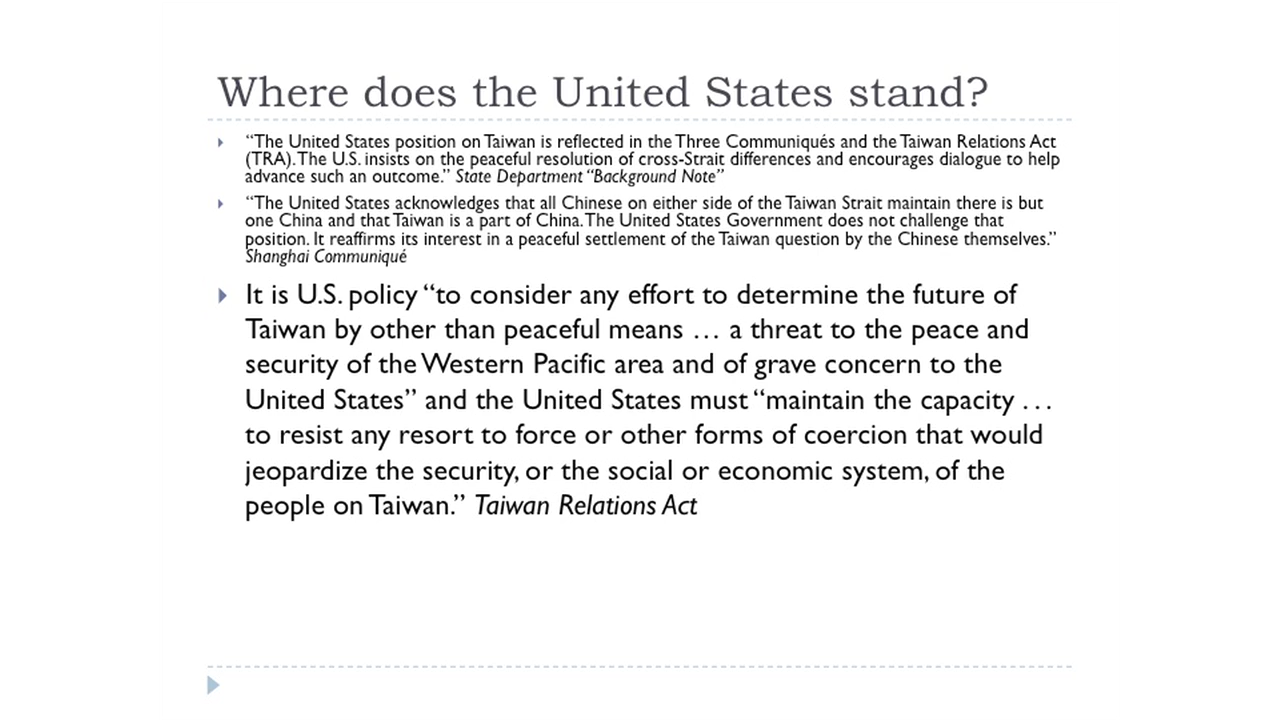 Where does the United States stand?
“The United States position on Taiwan is reflected in the Three Communiqués and the Taiwan Relations Act
(TRA). The U.S. insists on the peaceful resolution of cross-Strait differences and encourages dialogue to help
advance such an outcome.” State Department “Background Note”
“The United States acknowledges that all Chinese on either side of the Taiwan Strait maintain there is but
one China and that Taiwan is a part of China. The United States Government does not challenge that
position. It reaffirms its interest in a peaceful settlement of the Taiwan question by the Chinese themselves.”
Shanghai Communiqué
It is U.S. policy “to consider any effort to determine the future of
Taiwan by other than peaceful means … a threat to the peace and
security of the Western Pacific area and of grave concern to the
United States” and the United States must “maintain the capacity . . .
to resist any resort to force or other forms of coercion that would
jeopardize the security, or the social or economic system, of the
people on Taiwan.” Taiwan Relations Act